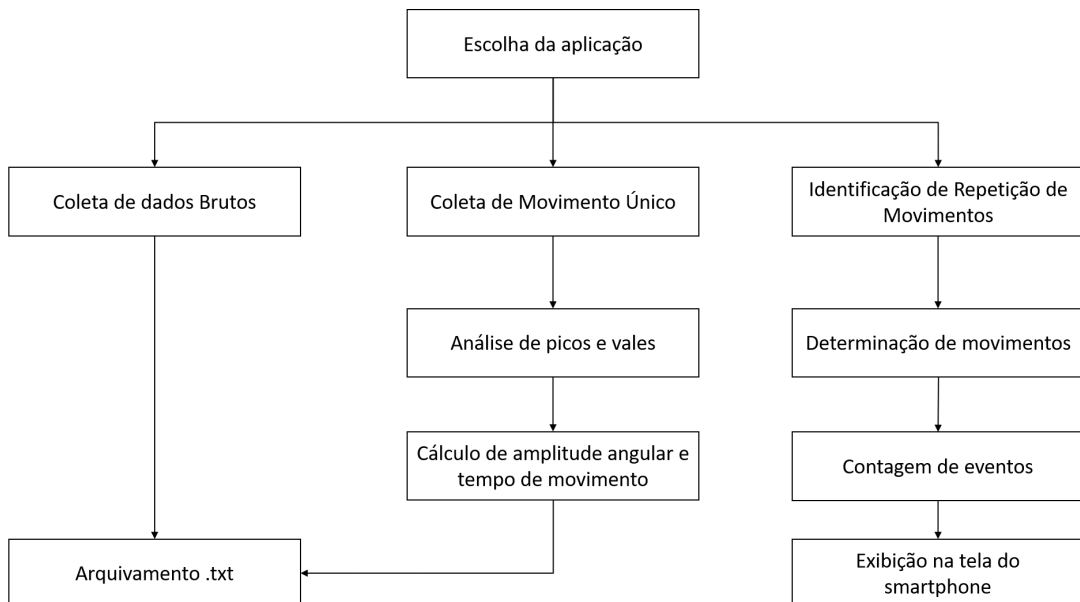 Escolha da aplicação
Coleta de dados Brutos
Coleta de Movimento Único
Identificação de Repetição de
Movimentos
Análise de picos e vales
Determinação de movimentos
Cálculo de amplitude angular e
tempo de movimento
Contagem de eventos
Arquivamento .txt
Exibição na tela do
smartphone